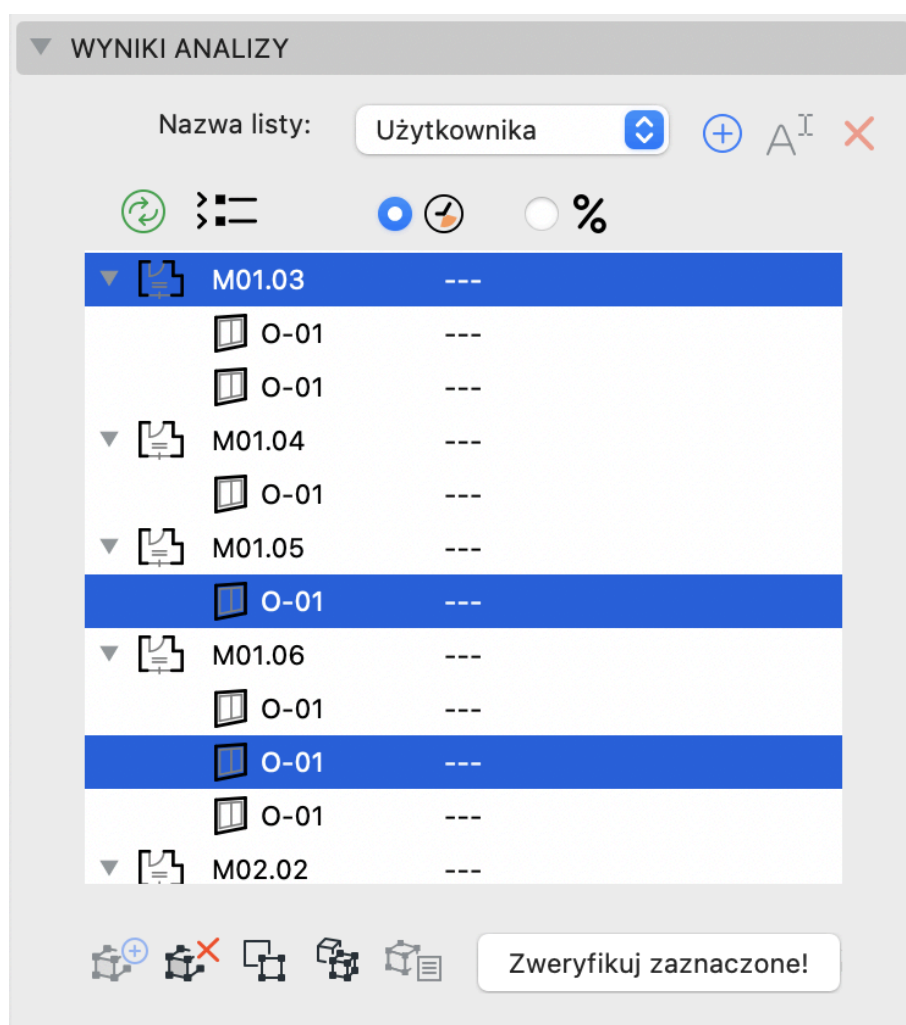 WYNIKI ANALIZY
Nazwa listy: Użytkownika
%
M01.03 ---
O-01 ---
O-01 ---
M01.04 ---
O-01 ---
M01.05 ---
O-01 ---
M01.06 ---
O-01 ---
O-01 ---
O-01 ---
M02.02 ---
Zweryfikuj zaznaczone!